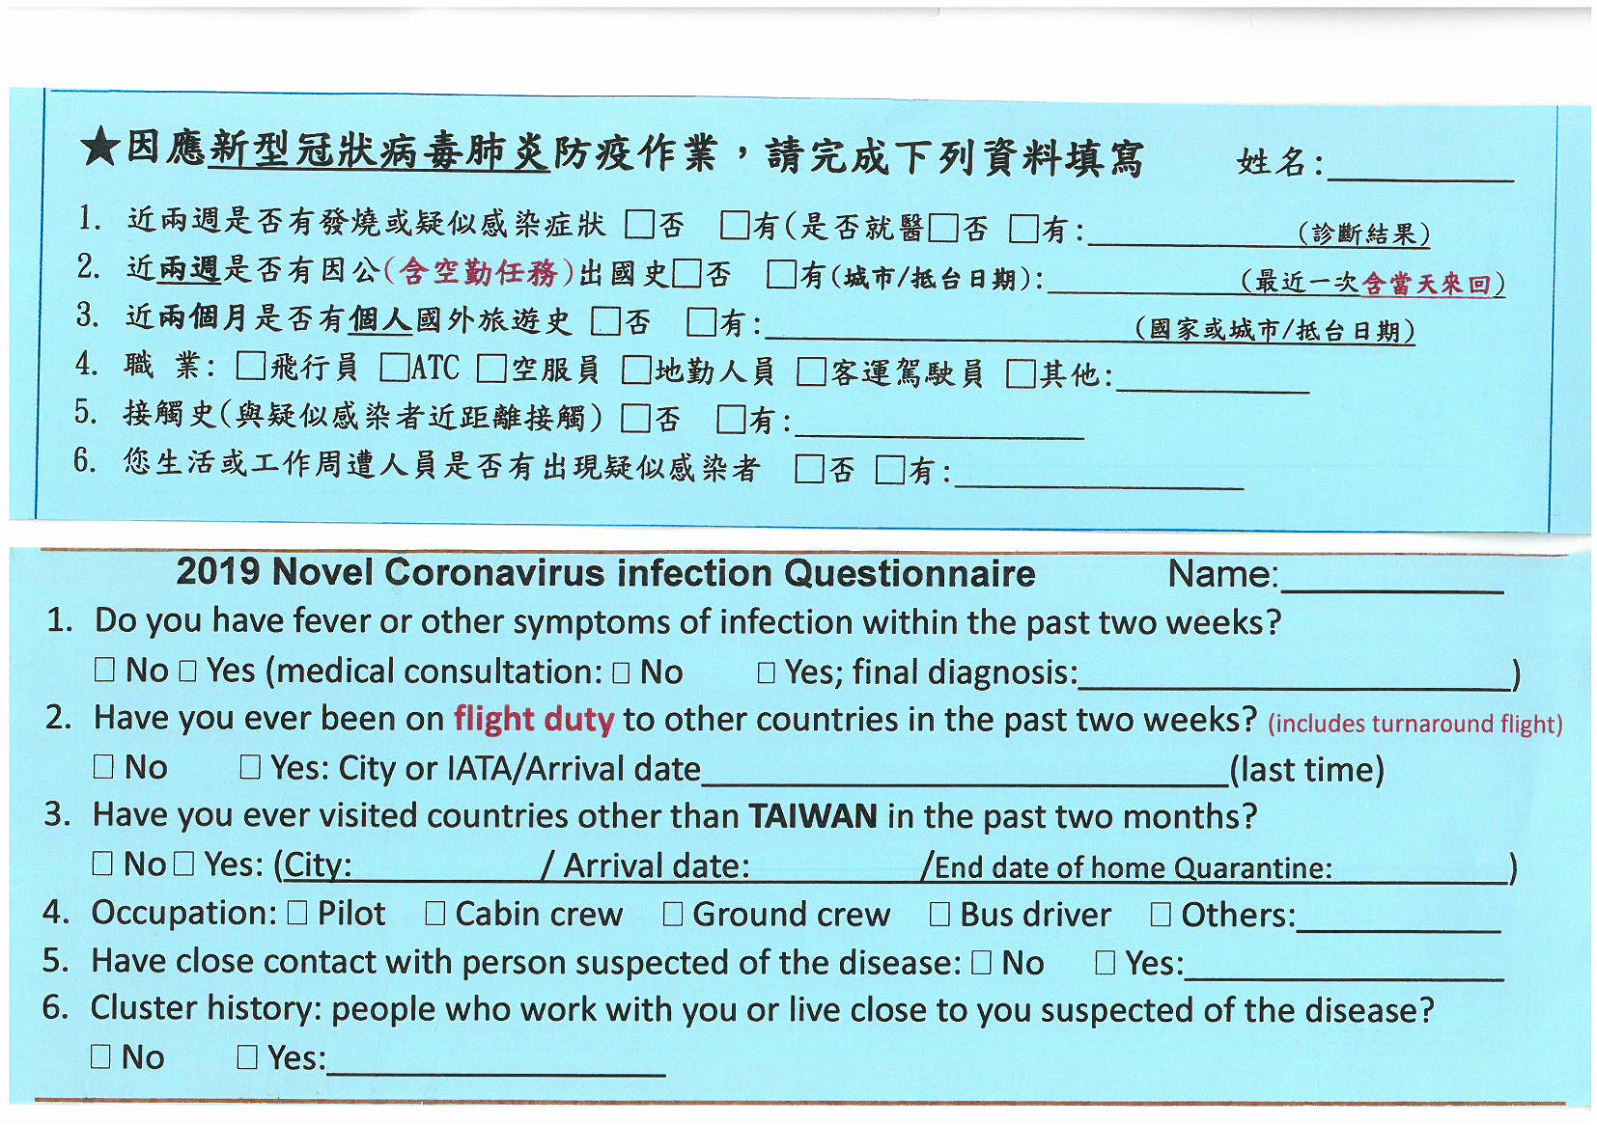 ★因應新型冠狀病毒肺炎防疫作業，請完成下列資料填寫 姓名:
1. 近兩週是否有發燒或疑似感染症狀 □否 □有(是否就醫□否 □有: (診斷結果)
2. 近兩週是否有因公(含空勤任務)出國史□否 □有(城市/抵台日期): (最近一次含當天來回)
3. 近兩個月是否有個人國外旅遊史 □否 □有: (國家或城市/抵台日期)
4. 職 業: □飛行員 □ATC □空服員 □地勤人員 □客運駕駛員 □其他:
5. 接觸史(與疑似感染者近距離接觸) □否 □有:
6. 您生活或工作周遭人員是否有出現疑似感染者 □否 □有:
2019 Novel Coronavirus infection Questionnaire Name:
1. Do you have fever or other symptoms of infection within the past two weeks?
□ No □ Yes (medical consultation: □ No □ Yes; final diagnosis: )
2. Have you ever been on flight duty to other countries in the past two weeks? (includes turnaround flight)
□ No □ Yes: City or IATA/Arrival date (last time)
3. Have you ever visited countries other than TAIWAN in the past two months?
□ No □ Yes: (City: / Arrival date: /End date of home Quarantine: )
4. Occupation: □ Pilot □ Cabin crew □ Ground crew □ Bus driver □ Others:
5. Have close contact with person suspected of the disease: □ No □ Yes:
6. Cluster history: people who work with you or live close to you suspected of the disease?
□ No □ Yes: